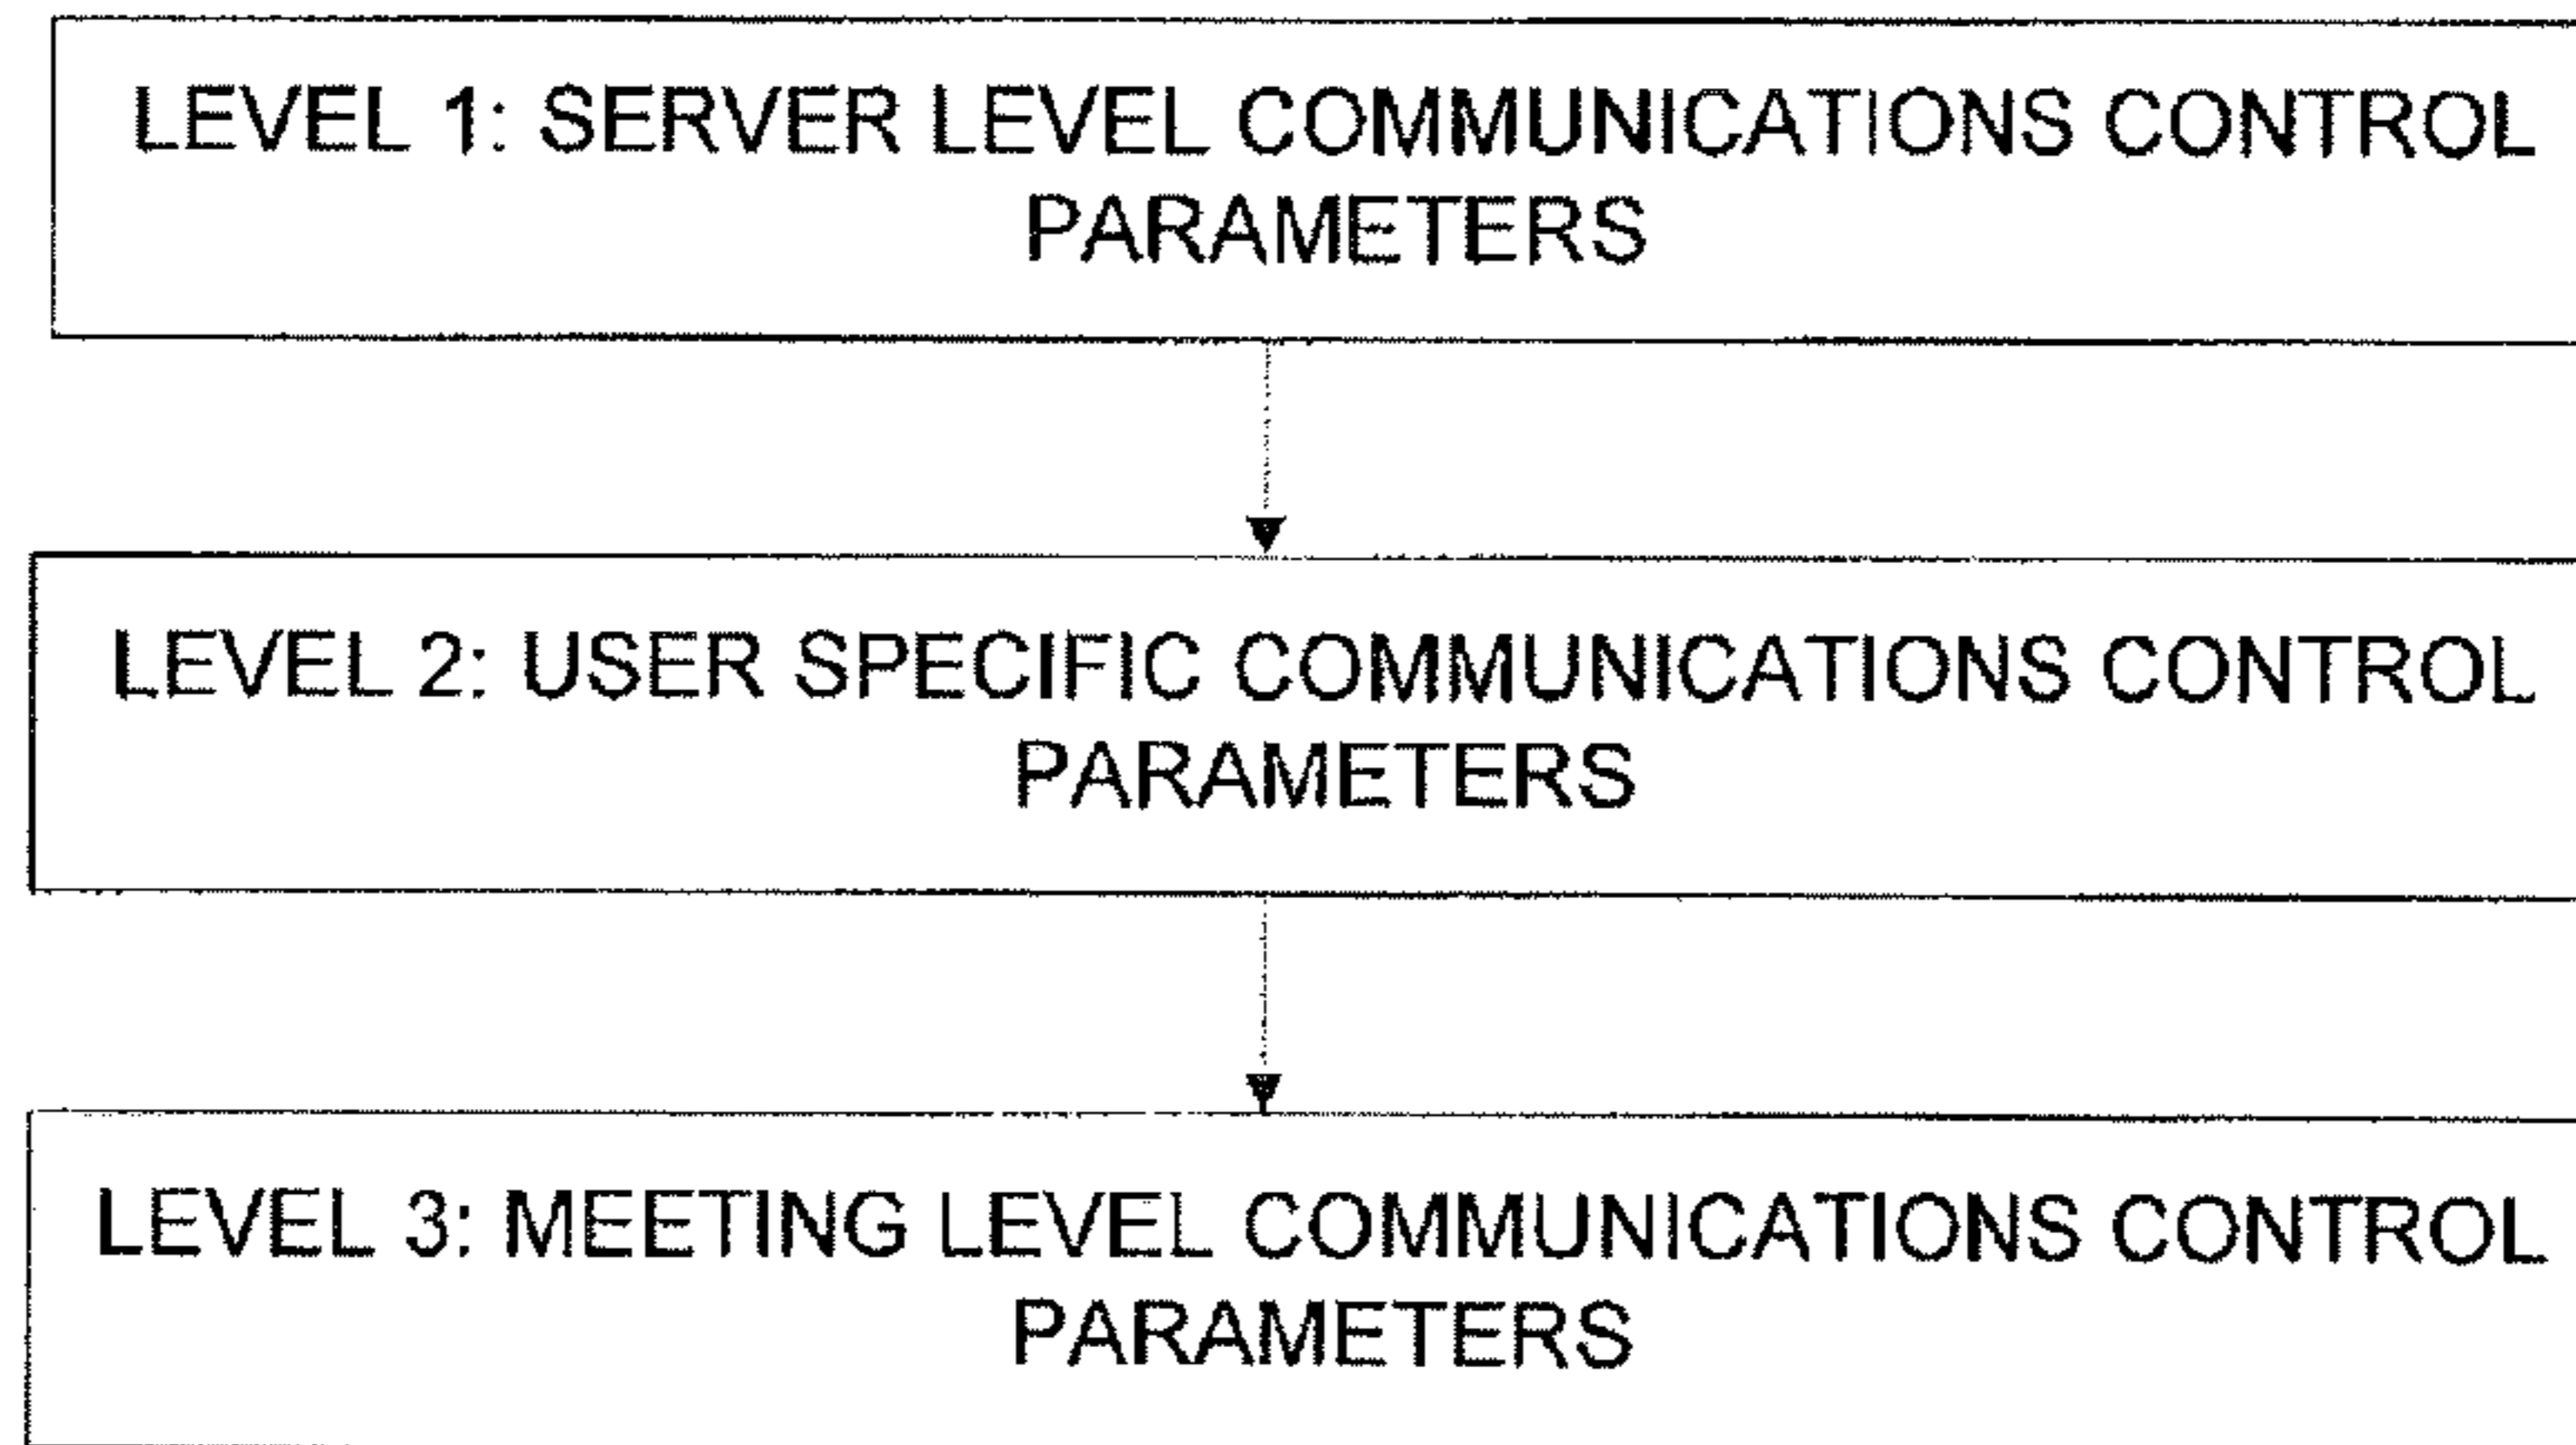 LEVEL 1: SERVER LEVEL COMMUNICATIONS CONTROL
PARAMETERS
LEVEL 2: USER SPECIFIC COMMUNICATIONS CONTROL
PARAMETERS
LEVEL 3: MEETING LEVEL COMMUNICATIONS CONTROL
PARAMETERS